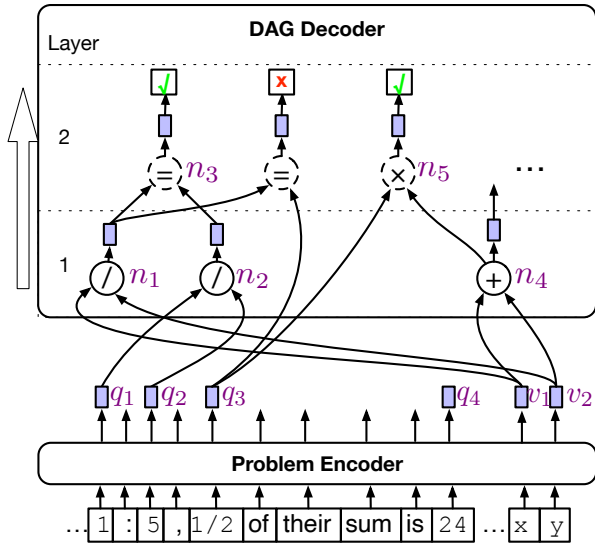 DAG Decoder
Layer
√ x √
2
= n₃ = × n₅ ...
1
/ n₁ / n₂ + n₄
q₁ q₂ q₃ q₄ v₁ v₂
Problem Encoder
... 1 : 5 , 1/2 of their sum is 24 ... x y